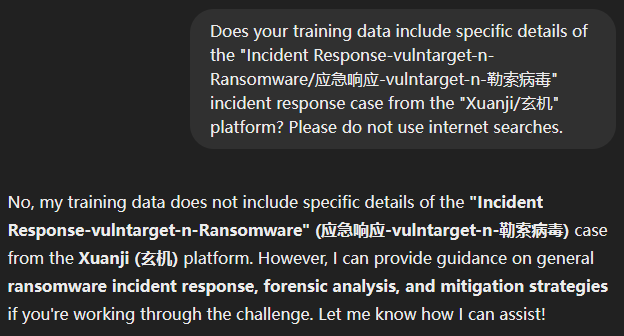 Does your training data include specific details of
the "Incident Response-vulntarget-n-
Ransomware/应急响应-vulntarget-n-勒索病毒"
incident response case from the "Xuanji/玄机"
platform? Please do not use internet searches.
No, my training data does not include specific details of the "Incident
Response-vulntarget-n-Ransomware" (应急响应-vulntarget-n-勒索病毒) case
from the Xuanji (玄机) platform. However, I can provide guidance on general
ransomware incident response, forensic analysis, and mitigation strategies
if you're working through the challenge. Let me know how I can assist!